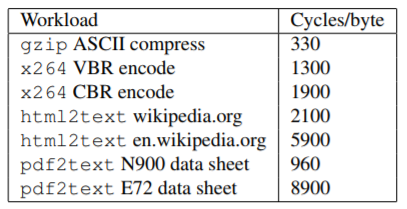 Workload Cycles/byte
gzip ASCII compress 330
x264 VBR encode 1300
x264 CBR encode 1900
html2text wikipedia.org 2100
html2text en.wikipedia.org 5900
pdf2text N900 data sheet 960
pdf2text E72 data sheet 8900